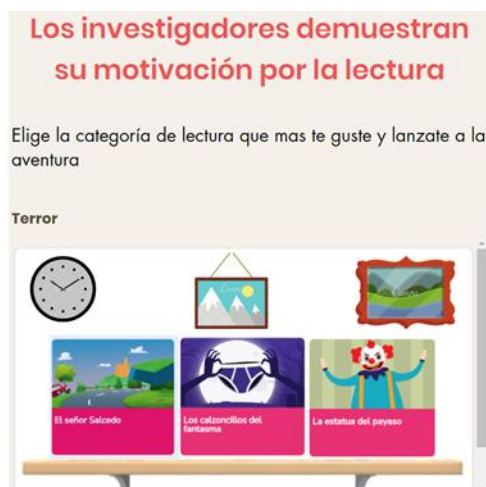 Los investigadores demuestran
su motivación por la lectura
Elige la categoría de lectura que mas te guste y lanzate a la
aventura
Terror
El señor Salcedo
Los calzoncillos del
fantasma
La estatua del payaso